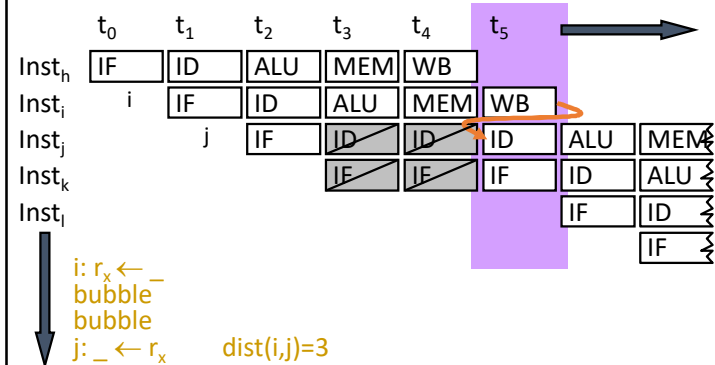 t₀ t₁ t₂ t₃ t₄ t₅
Instₕ IF ID ALU MEM WB
Instᵢ i IF ID ALU MEM WB
Instⱼ j IF ID ID ID ALU MEM
Instₖ IF IF IF ID ALU
Instₗ IF ID
IF
i: rₓ ← _
bubble
bubble
j: _ ← rₓ dist(i,j)=3